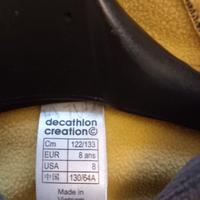 decathlon
creation©
Cm 122/133
EUR 8 ans
USA 8
中国 130/64A
Made in
Vietnam